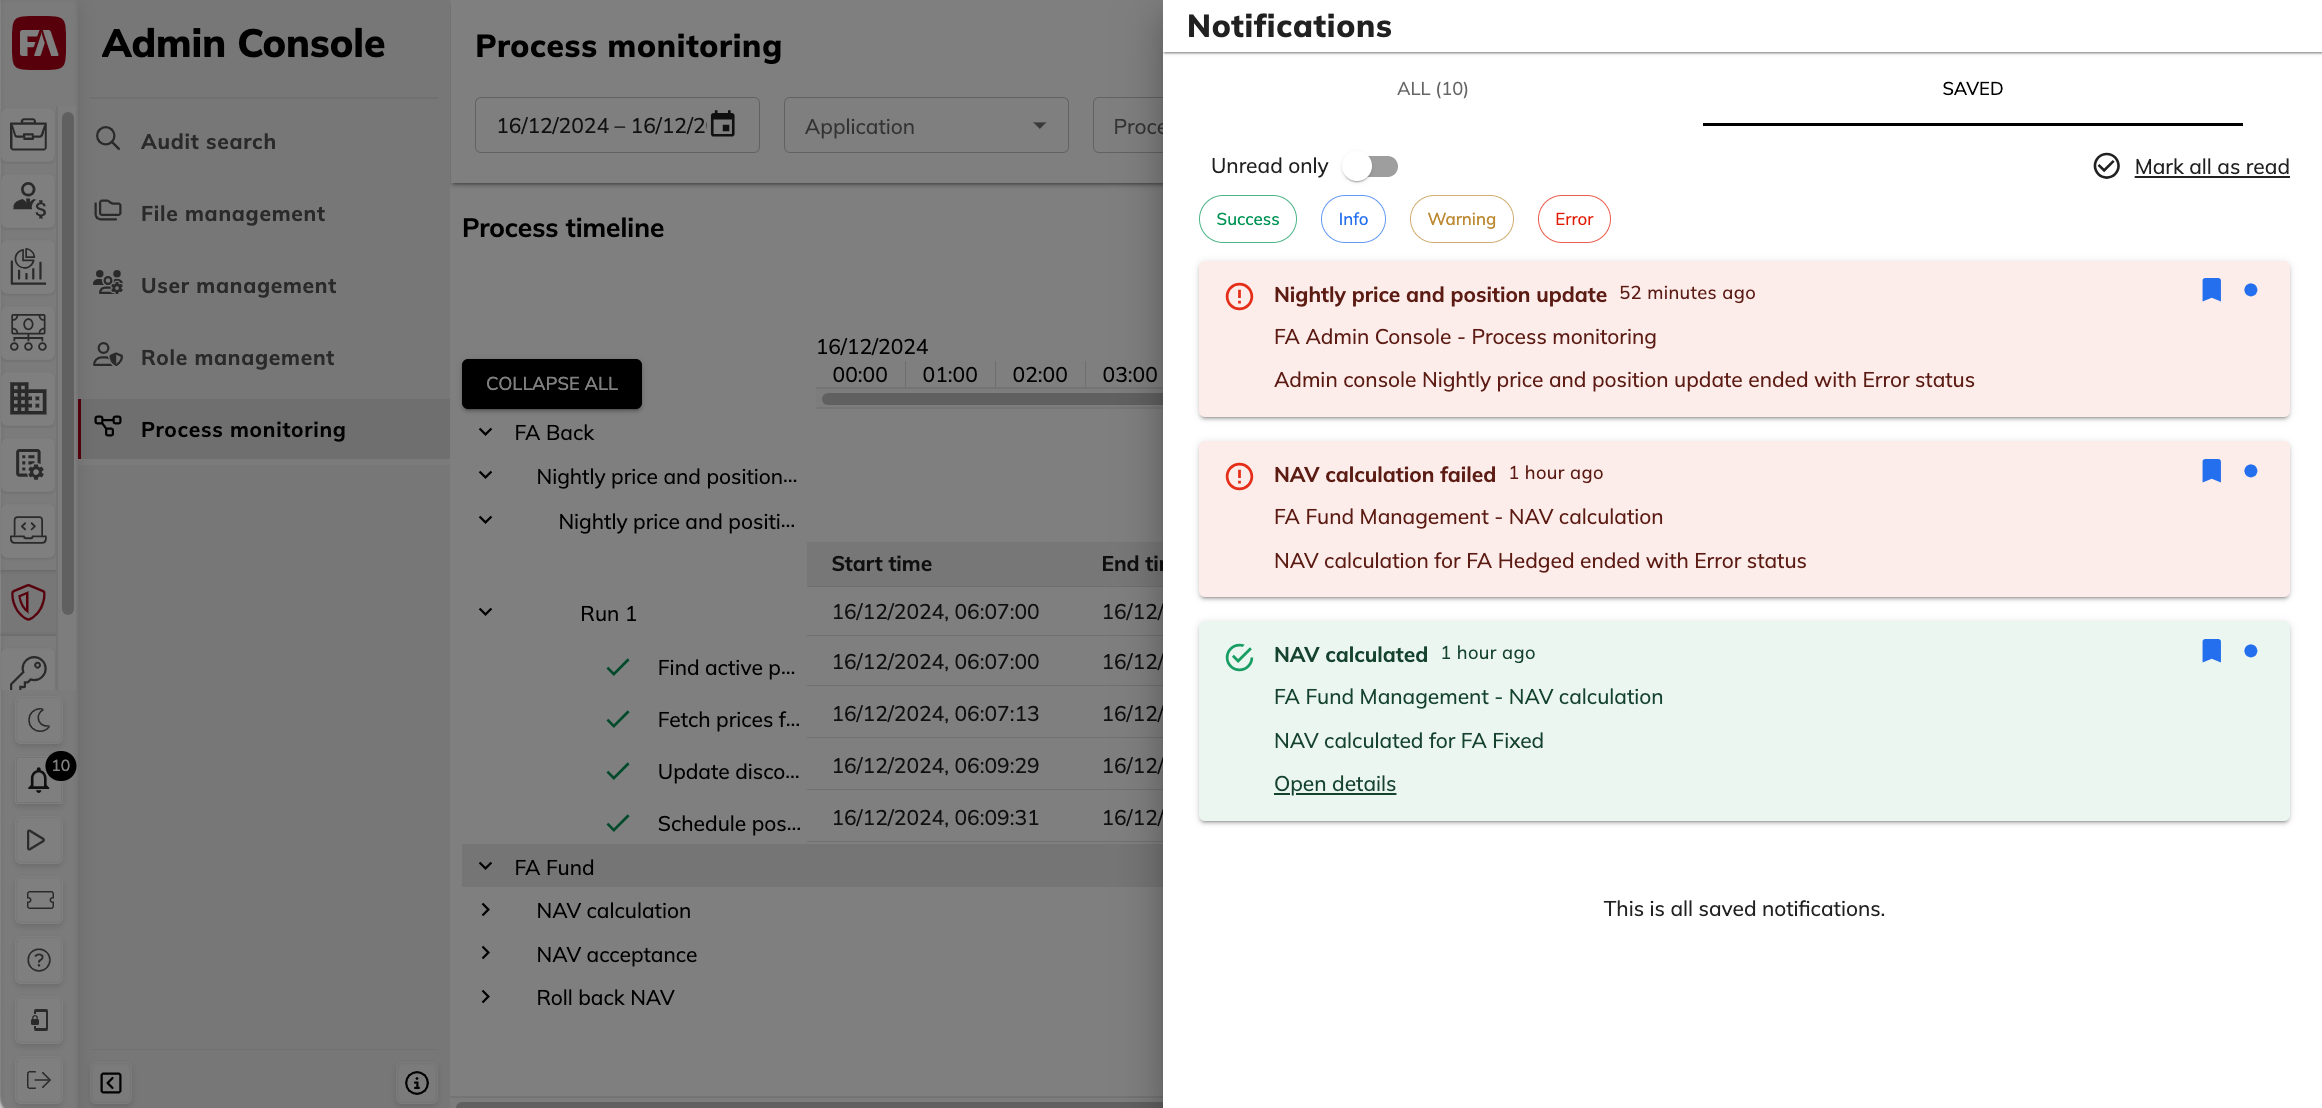 FA
Admin Console
Audit search
File management
User management
Role management
Process monitoring
10
Process monitoring
16/12/2024 – 16/12/2
Application
Process timeline
16/12/2024
COLLAPSE ALL
00:00 01:00 02:00 03:00
FA Back
Nightly price and position...
Nightly price and positi...
Start time
Run 1 16/12/2024, 06:07:00 16/12/
Find active p... 16/12/2024, 06:07:00 16/12/
Fetch prices f... 16/12/2024, 06:07:13 16/12/
Update disco... 16/12/2024, 06:09:29 16/12/
Schedule pos... 16/12/2024, 06:09:31 16/12/
FA Fund
NAV calculation
NAV acceptance
Roll back NAV
Notifications
ALL (10) SAVED
Unread only Mark all as read
Success Info Warning Error
Nightly price and position update 52 minutes ago
FA Admin Console - Process monitoring
Admin console Nightly price and position update ended with Error status
NAV calculation failed 1 hour ago
FA Fund Management - NAV calculation
NAV calculation for FA Hedged ended with Error status
NAV calculated 1 hour ago
FA Fund Management - NAV calculation
NAV calculated for FA Fixed
Open details
This is all saved notifications.